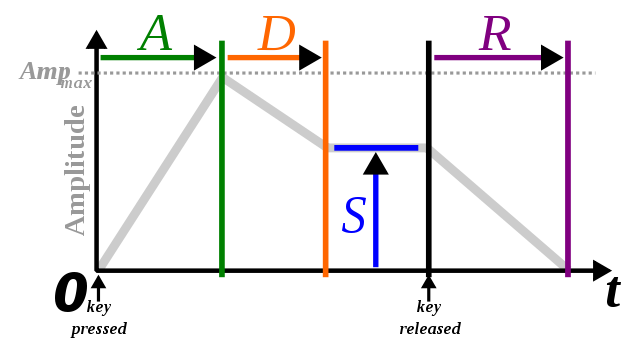 A D R
Amp max
Amplitude
S
0 t
key key
pressed released